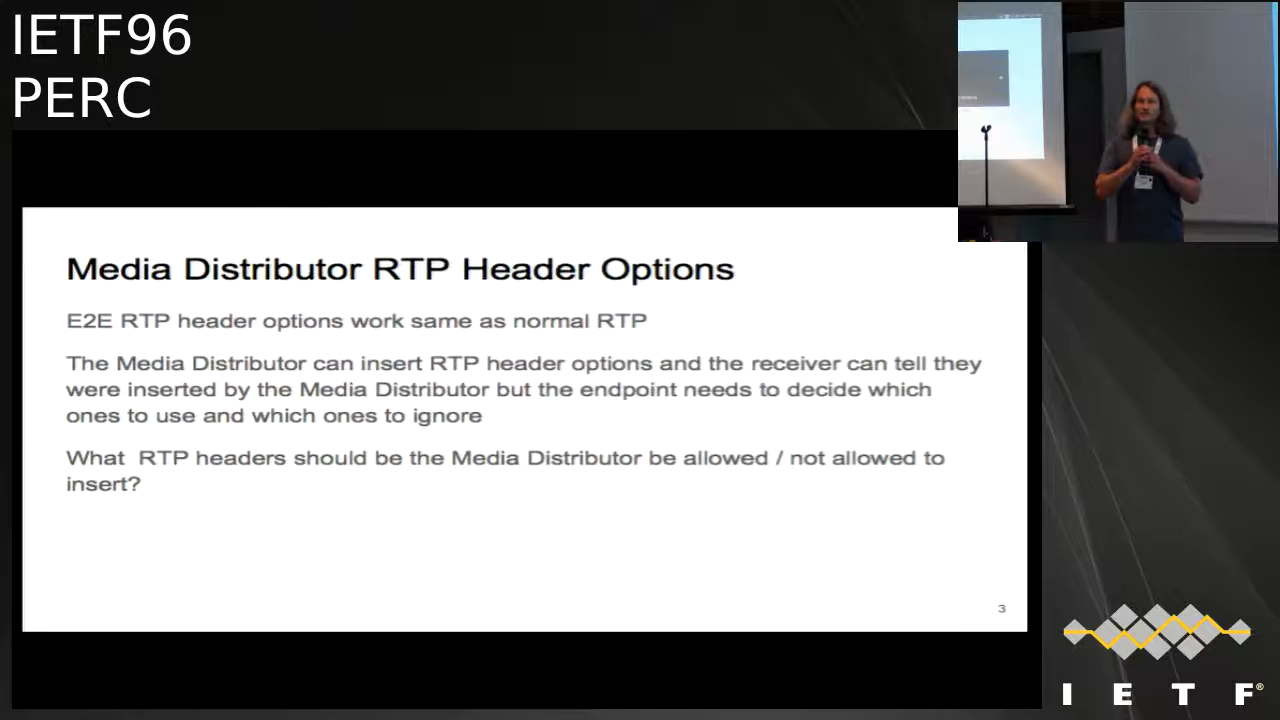 IETF96
PERC
Media Distributor RTP Header Options
E2E RTP header options work same as normal RTP
The Media Distributor can insert RTP header options and the receiver can tell they
were inserted by the Media Distributor but the endpoint needs to decide which
ones to use and which ones to ignore
What RTP headers should be the Media Distributor be allowed / not allowed to
insert?
3
I E T F®